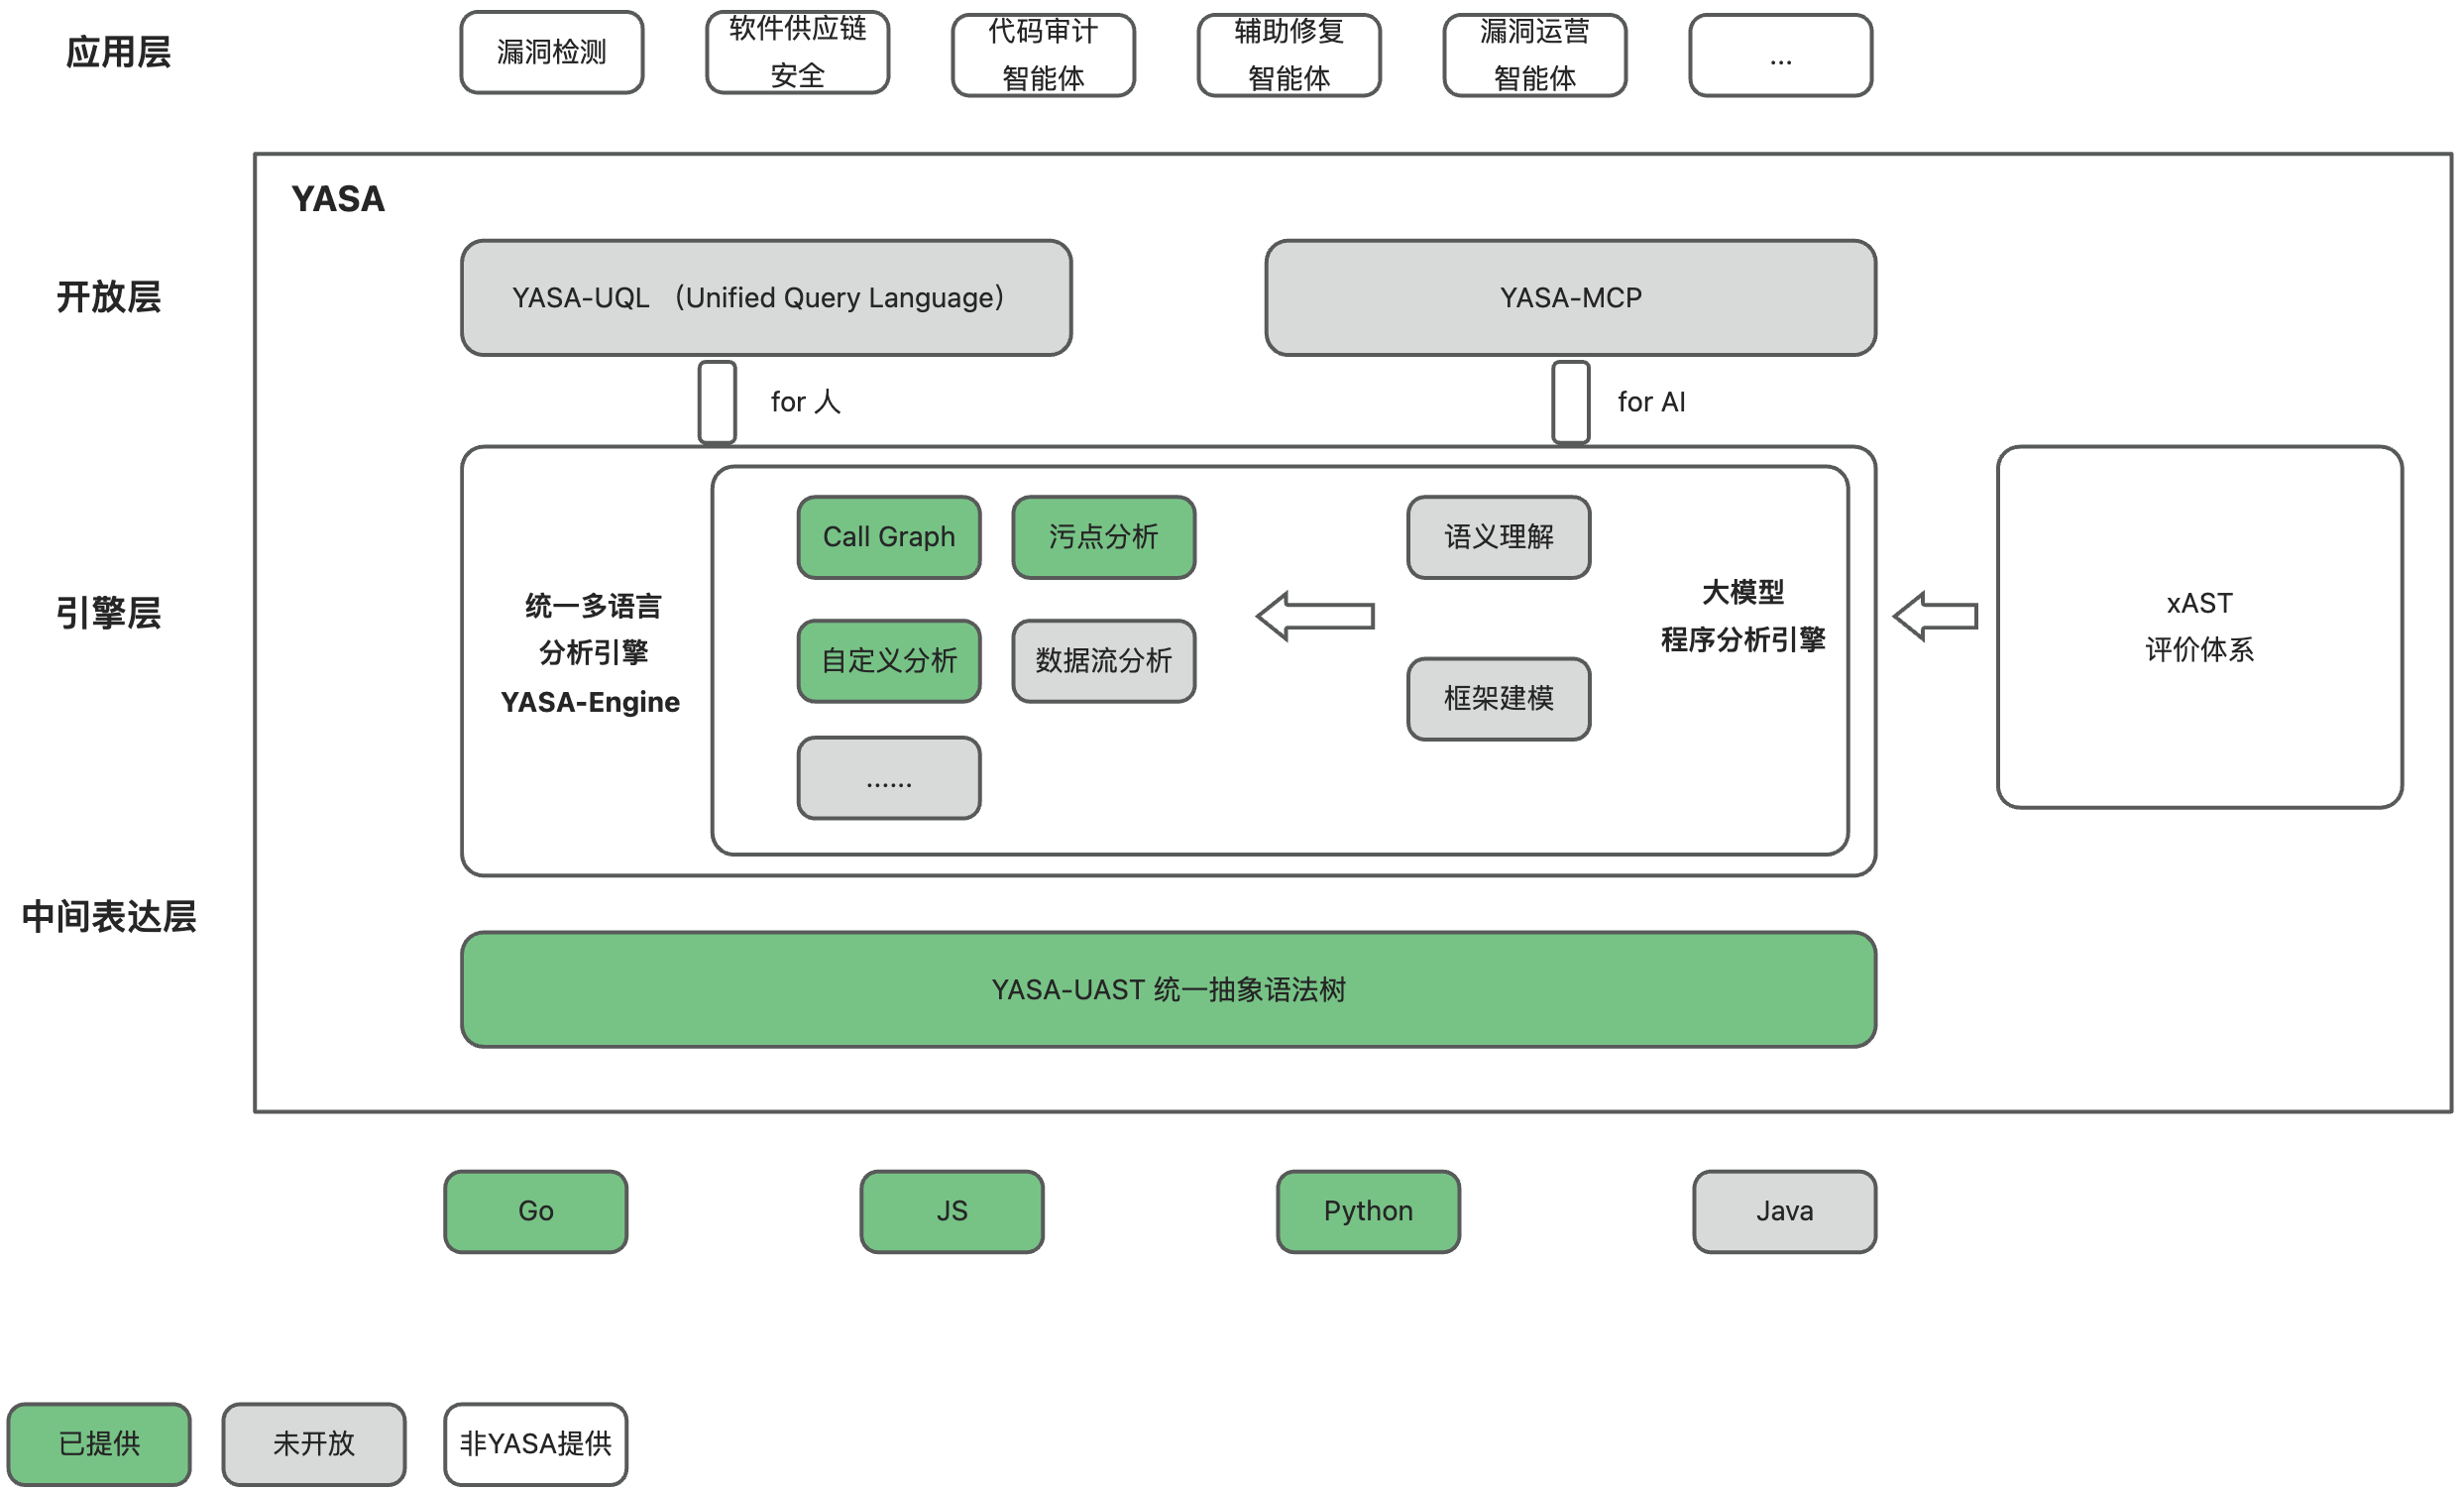 应用层
漏洞检测
软件供应链
安全
代码审计
智能体
辅助修复
智能体
漏洞运营
智能体
...
YASA
开放层
YASA-UQL （Unified Query Language）
YASA-MCP
for 人
for AI
引擎层
统一多语言
分析引擎
YASA-Engine
Call Graph
污点分析
自定义分析
数据流分析
......
语义理解
框架建模
大模型
程序分析引擎
xAST
评价体系
中间表达层
YASA-UAST 统一抽象语法树
Go
JS
Python
Java
已提供
未开放
非YASA提供